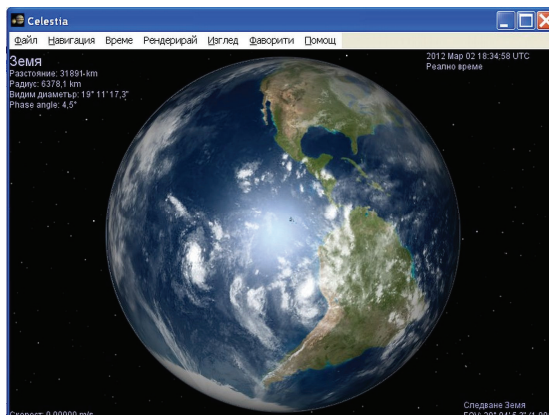 Celestia
Файл Навигация Време Рендерирай Изглед Фаворити Помощ
Земя
Разстояние: 31891 km
Радиус: 6378,1 km
Видим диаметър: 19° 11' 17,3"
Phase angle: 4,5°
2012 Мар 02 18:34:58 UTC
Реално време
Скорост: 0,00000 m/s
Следване Земя